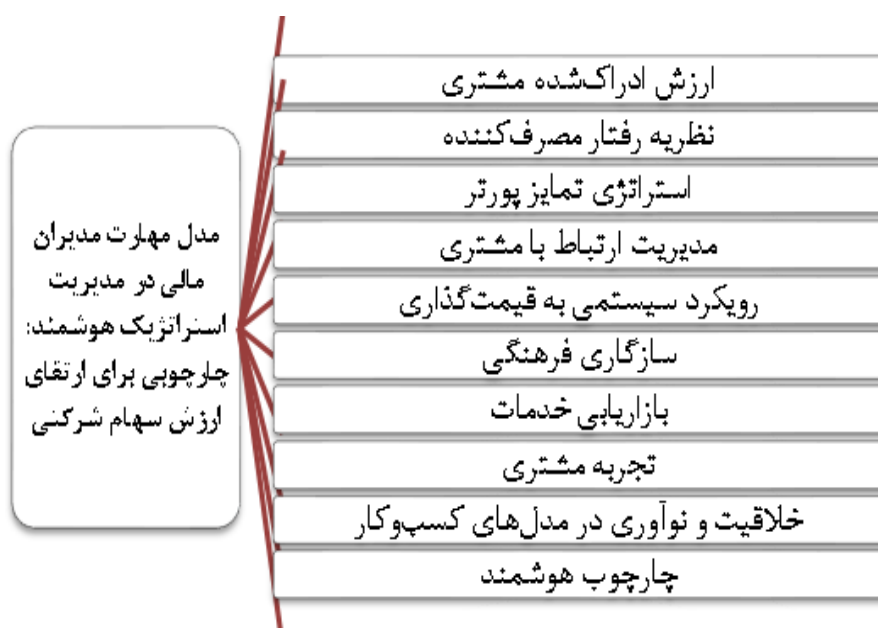 ارزش ادراک‌شده مشتری
نظریه رفتار مصرف‌کننده
استراتژی تمایز پورتر
مدیریت ارتباط با مشتری
رویکرد سیستمی به قیمت‌گذاری
سازگاری فرهنگی
بازاریابی خدمات
تجربه مشتری
خلاقیت و نوآوری در مدل‌های کسب‌وکار
چارچوب هوشمند
مدل مهارت مدیران
مالی در مدیریت
استراتژیک هوشمند:
چارچوبی برای ارتقای
ارزش سهام شرکتی